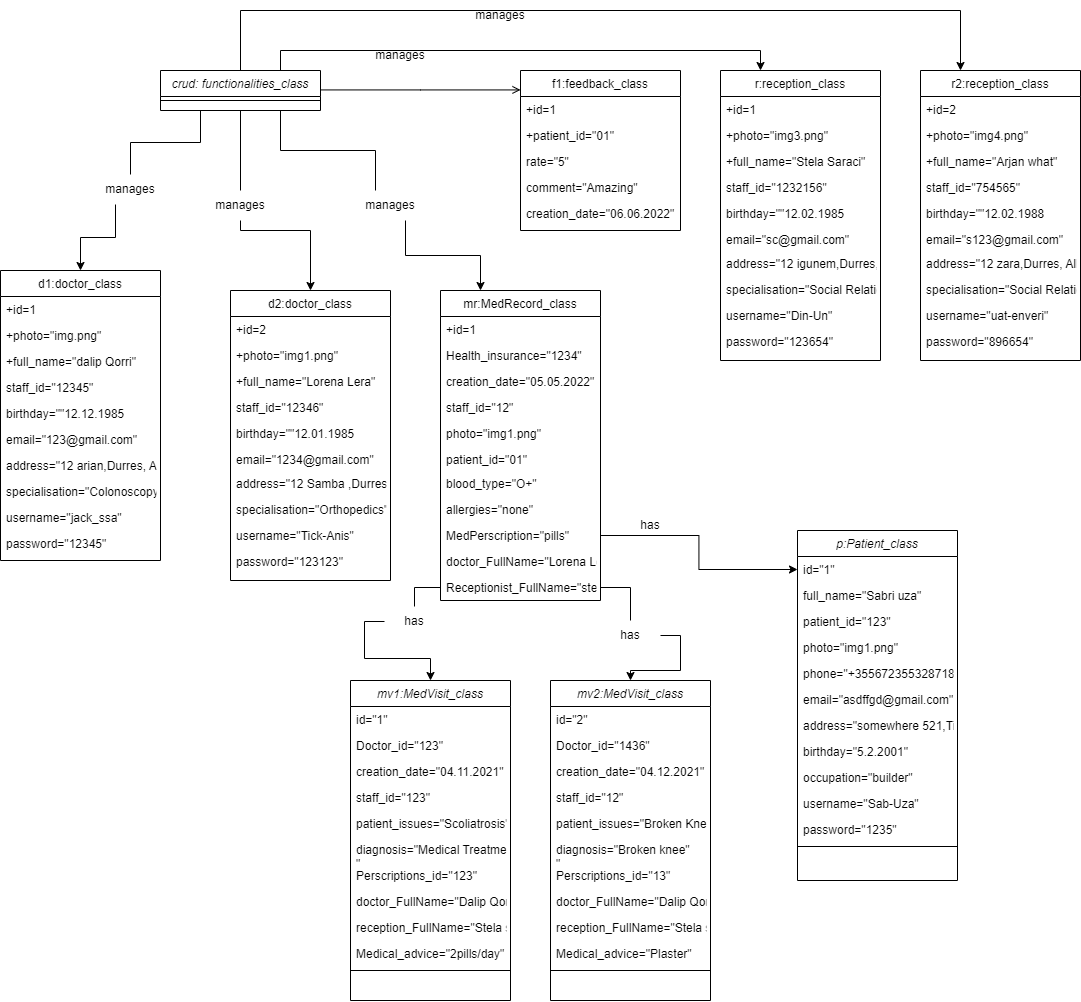 manages
manages
crud: functionalities_class
f1:feedback_class
+id=1
+patient_id="01"
rate="5"
comment="Amazing"
creation_date="06.06.2022"
r:reception_class
+id=1
+photo="img3.png"
+full_name="Stela Saraci"
staff_id="1232156"
birthday=""12.02.1985
email="sc@gmail.com"
address="12 igunem,Durres,
specialisation="Social Relati
username="Din-Un"
password="123654"
r2:reception_class
+id=2
+photo="img4.png"
+full_name="Arjan what"
staff_id="754565"
birthday=""12.02.1988
email="s123@gmail.com"
address="12 zara,Durres, Al
specialisation="Social Relati
username="uat-enveri"
password="896654"
manages
manages
manages
d1:doctor_class
+id=1
+photo="img.png"
+full_name="dalip Qorri"
staff_id="12345"
birthday=""12.12.1985
email="123@gmail.com"
address="12 arian,Durres, A
specialisation="Colonoscopy
username="jack_ssa"
password="12345"
d2:doctor_class
+id=2
+photo="img1.png"
+full_name="Lorena Lera"
staff_id="12346"
birthday=""12.01.1985
email="1234@gmail.com"
address="12 Samba ,Durres
specialisation="Orthopedics"
username="Tick-Anis"
password="123123"
mr:MedRecord_class
+id=1
Health_insurance="1234"
creation_date="05.05.2022"
staff_id="12"
photo="img1.png"
patient_id="01"
blood_type="O+"
allergies="none"
MedPerscription="pills"
doctor_FullName="Lorena L
Receptionist_FullName="ste
has
has
has
p:Patient_class
id="1"
full_name="Sabri uza"
patient_id="123"
photo="img1.png"
phone="+355672355328718
email="asdffgd@gmail.com"
address="somewhere 521,Ti
birthday="5.2.2001"
occupation="builder"
username="Sab-Uza"
password="1235"
mv1:MedVisit_class
id="1"
Doctor_id="123"
creation_date="04.11.2021"
staff_id="123"
patient_issues="Scoliatrosis"
diagnosis="Medical Treatme
"
Perscriptions_id="123"
doctor_FullName="Dalip Qo
reception_FullName="Stela
Medical_advice="2pills/day"
mv2:MedVisit_class
id="2"
Doctor_id="1436"
creation_date="04.12.2021"
staff_id="12"
patient_issues="Broken Kne
diagnosis="Broken knee"
"
Perscriptions_id="13"
doctor_FullName="Dalip Qo
reception_FullName="Stela
Medical_advice="Plaster"